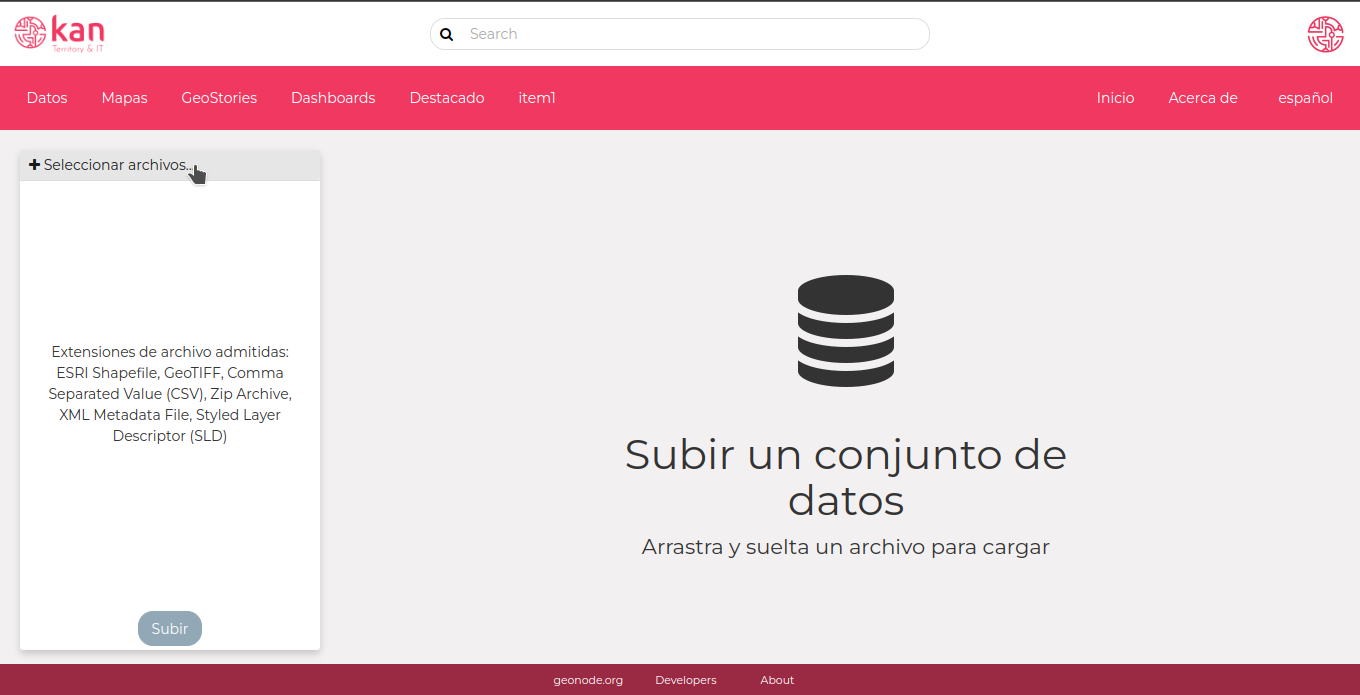 kan
Territory & IT
Search
Datos Mapas GeoStories Dashboards Destacado item1 Inicio Acerca de español
Seleccionar archivos...
Extensiones de archivo admitidas:
ESRI Shapefile, GeoTIFF, Comma
Separated Value (CSV), Zip Archive,
XML Metadata File, Styled Layer
Descriptor (SLD)
Subir
Subir un conjunto de
datos
Arrastra y suelta un archivo para cargar
geonode.org Developers About